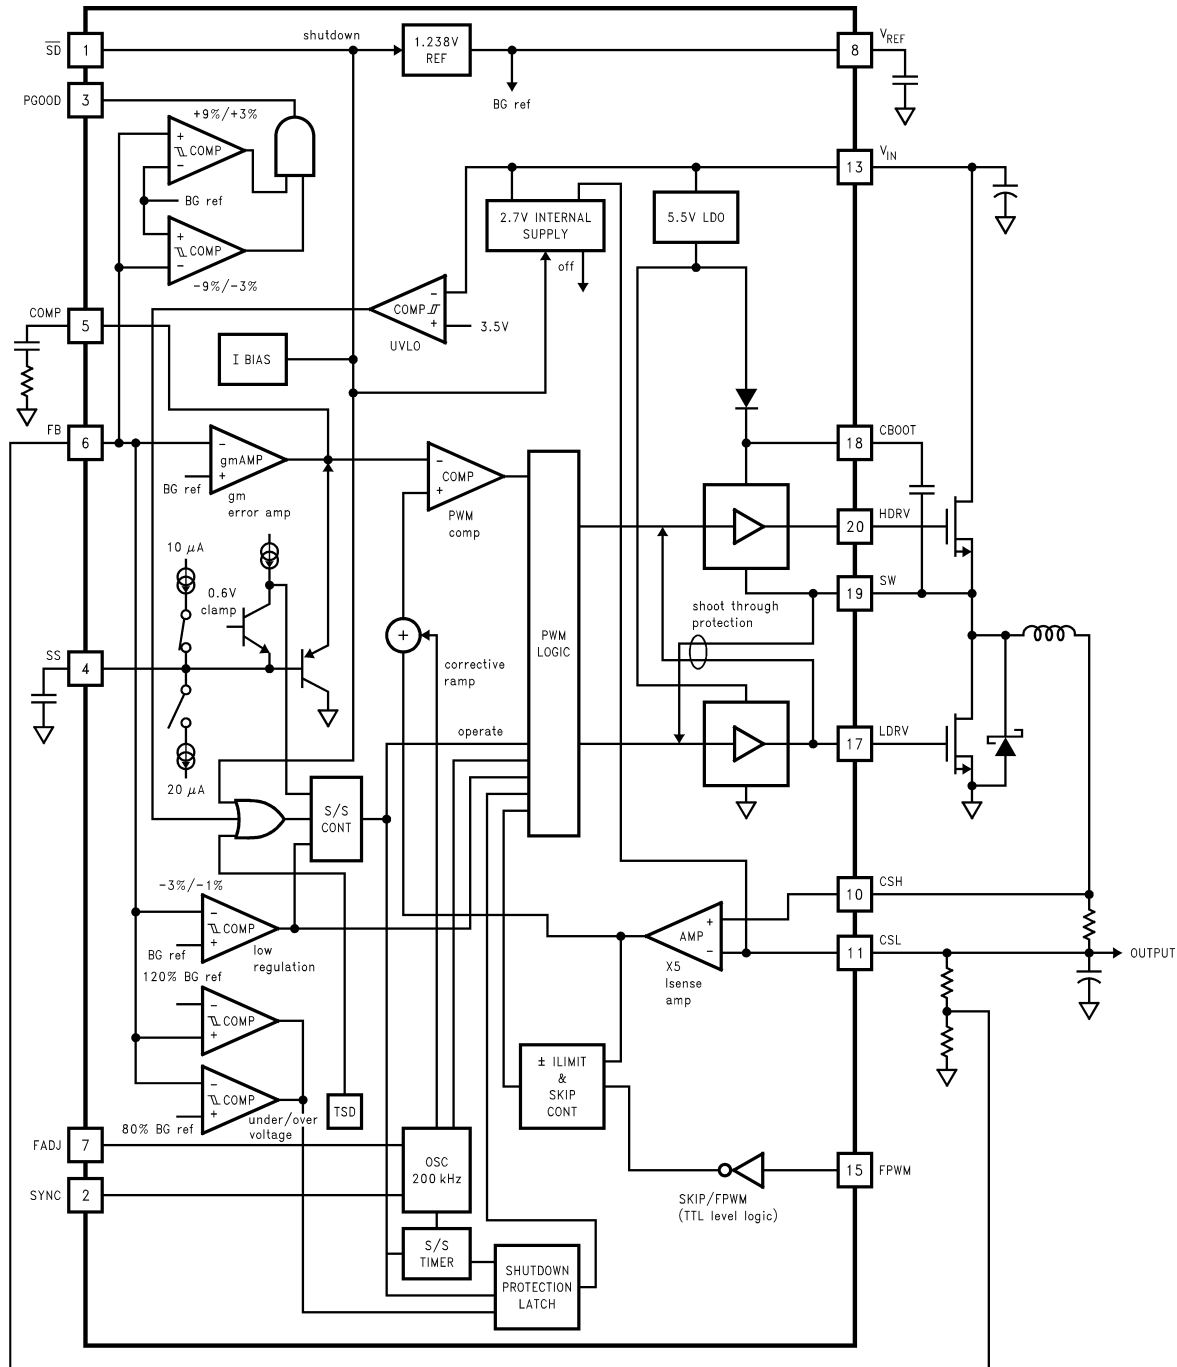 shutdown
SD
1
1.238V
REF
8
VREF
PGOOD
3
BG ref
+9%/+3%
COMP
+
−
BG ref
13
VIN
+
−
COMP
−9%/−3%
2.7V INTERNAL
SUPPLY
off
5.5V LDO
COMP
5
COMP
−
+
3.5V
UVLO
I BIAS
FB
6
−
gmAMP
+
BG ref
gm
error amp
−
COMP
+
PWM
comp
18
CBOOT
20
HDRV
10 µA
0.6V
clamp
19
SW
shoot through
protection
+
PWM
LOGIC
SS
4
corrective
ramp
operate
17
LDRV
20 µA
S/S
CONT
−3%/−1%
−
COMP
+
BG ref
low
regulation
10
CSH
+
AMP
−
11
CSL
OUTPUT
X5
Isense
amp
120% BG ref
−
COMP
+
± ILIMIT
&
SKIP
CONT
−
COMP
+
80% BG ref
under/over
voltage
TSD
FADJ
7
OSC
200 kHz
15
FPWM
SYNC
2
SKIP/FPWM
(TTL level logic)
S/S
TIMER
SHUTDOWN
PROTECTION
LATCH